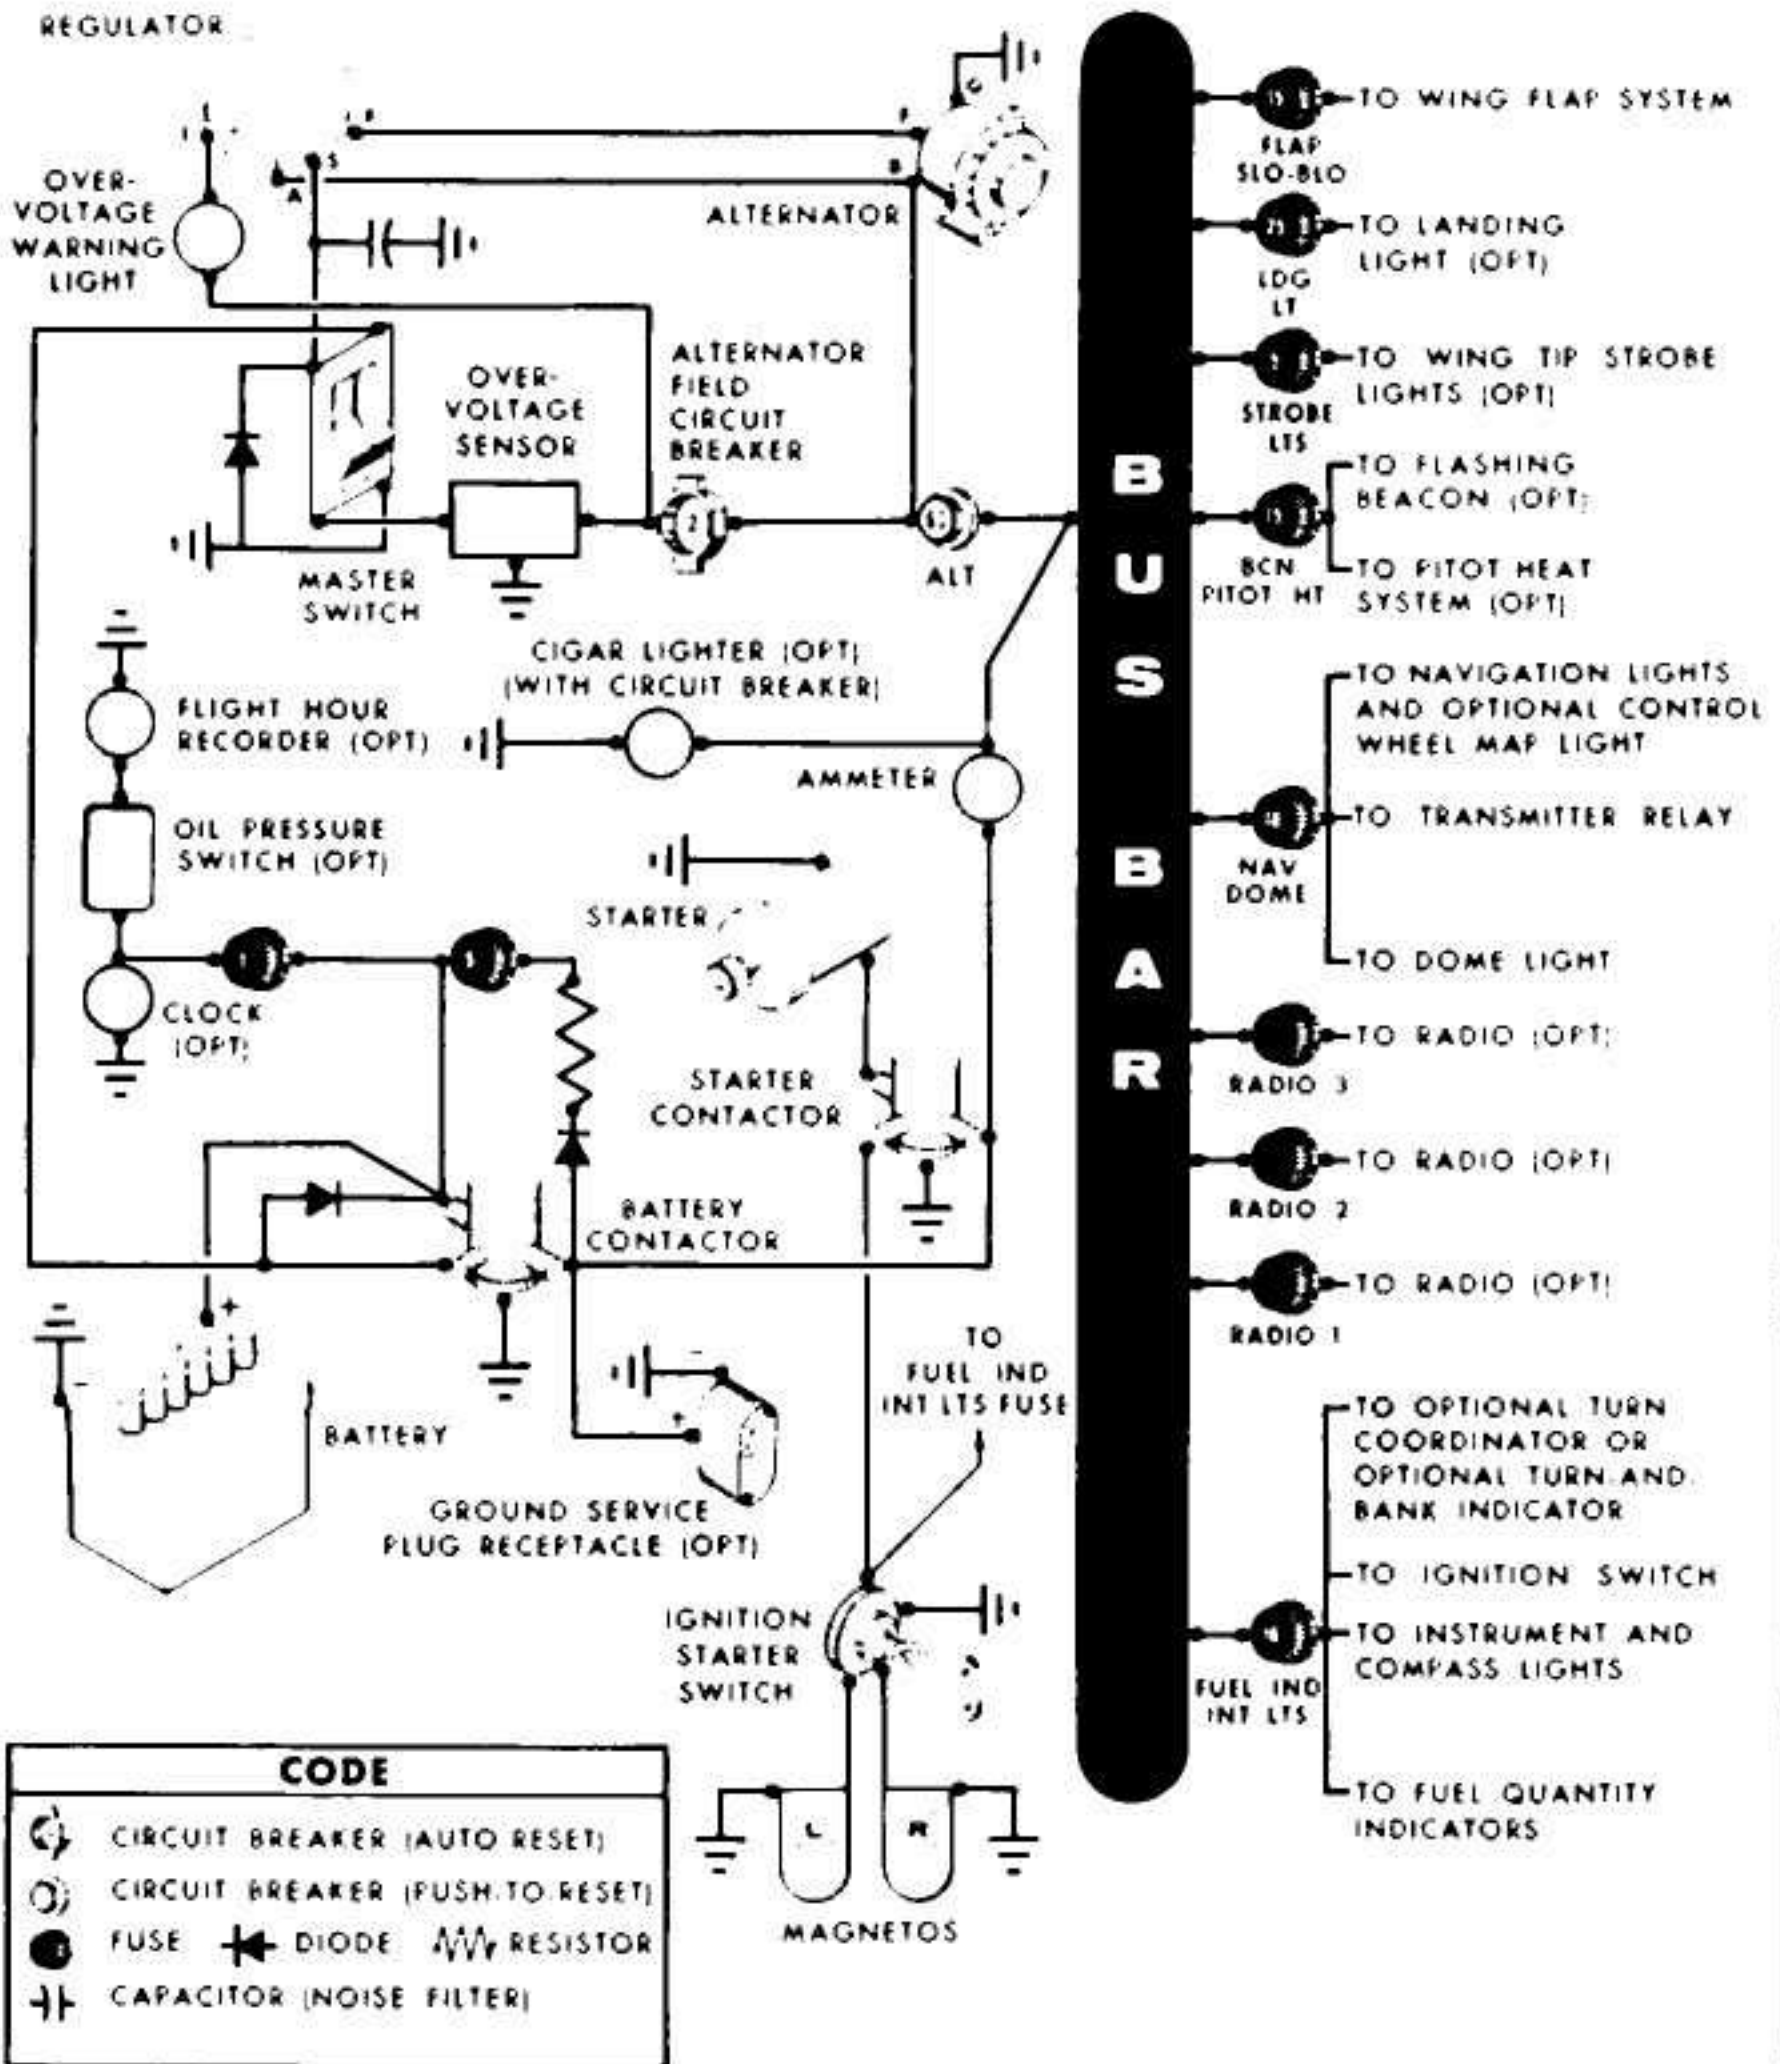 REGULATOR
OVER-
VOLTAGE
WARNING
LIGHT
A
S
F
B
G
ALTERNATOR
OVER-
VOLTAGE
SENSOR
ALTERNATOR
FIELD
CIRCUIT
BREAKER
2
60
ALT
MASTER
SWITCH
CIGAR LIGHTER (OPT)
(WITH CIRCUIT BREAKER)
FLIGHT HOUR
RECORDER (OPT)
AMMETER
OIL PRESSURE
SWITCH (OPT)
STARTER
CLOCK
(OPT)
STARTER
CONTACTOR
BATTERY
CONTACTOR
+
-
BATTERY
-
+
GROUND SERVICE
PLUG RECEPTACLE (OPT)
TO
FUEL IND
INT LTS FUSE
IGNITION
STARTER
SWITCH
L
R
MAGNETOS
BUS BAR
15
TO WING FLAP SYSTEM
FLAP
SLO-BLO
TO LANDING
LIGHT (OPT)
LDG
LT
TO WING TIP STROBE
LIGHTS (OPT)
STROBE
LTS
TO FLASHING
BEACON (OPT)
15
BCN
PITOT HT
TO PITOT HEAT
SYSTEM (OPT)
TO NAVIGATION LIGHTS
AND OPTIONAL CONTROL
WHEEL MAP LIGHT
TO TRANSMITTER RELAY
NAV
DOME
TO DOME LIGHT
TO RADIO (OPT)
RADIO 3
TO RADIO (OPT)
RADIO 2
TO RADIO (OPT)
RADIO 1
TO OPTIONAL TURN
COORDINATOR OR
OPTIONAL TURN-AND-
BANK INDICATOR
TO IGNITION SWITCH
TO INSTRUMENT AND
COMPASS LIGHTS
FUEL IND
INT LTS
TO FUEL QUANTITY
INDICATORS
CODE
CIRCUIT BREAKER (AUTO RESET)
CIRCUIT BREAKER (PUSH-TO-RESET)
FUSE DIODE RESISTOR
CAPACITOR (NOISE FILTER)